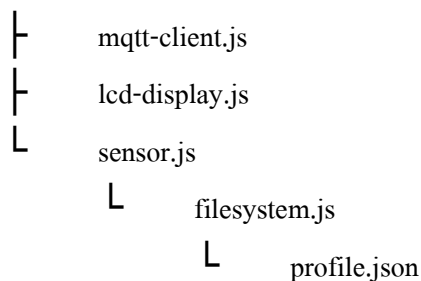 ├ mqtt-client.js
├ lcd-display.js
└ sensor.js
└ filesystem.js
└ profile.json